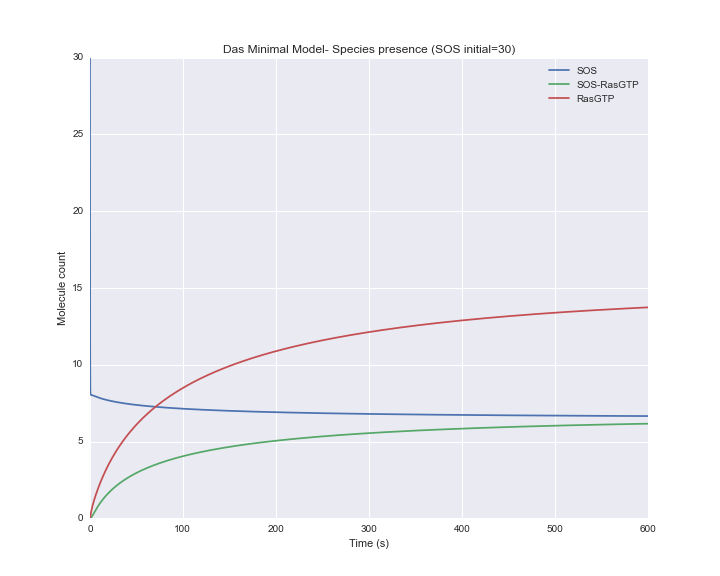 Das Minimal Model- Species presence (SOS initial=30)
30
25
20
15
10
5
0
Molecule count
SOS
SOS-RasGTP
RasGTP
0 100 200 300 400 500 600
Time (s)